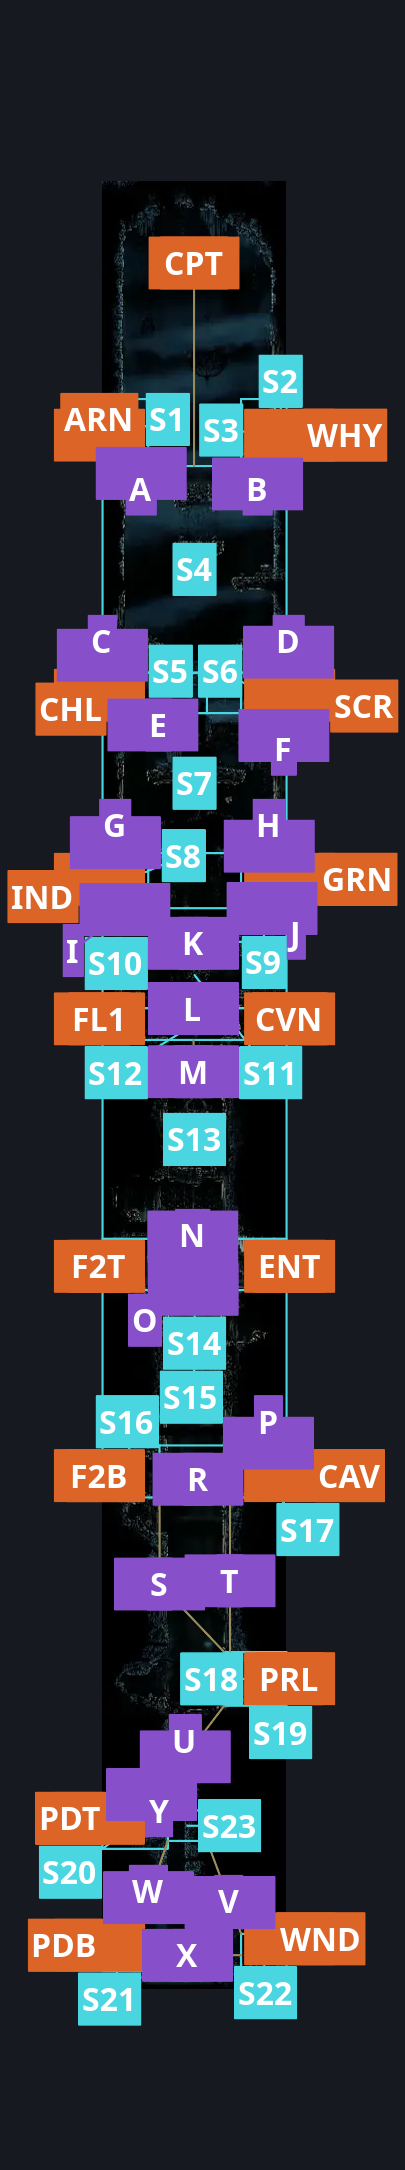 CPT
S2
ARN S1 S3 WHY
A B
S4
C D
S5 S6
CHL SCR
E F
S7
G H
S8
IND GRN
I S10 K S9 J
FL1 L CVN
S12 M S11
S13
N
F2T ENT
O
S14
S15
S16 P
F2B R CAV
S17
S T
S18 PRL
S19
U
PDT Y S23
S20
W V
PDB X WND
S21 S22